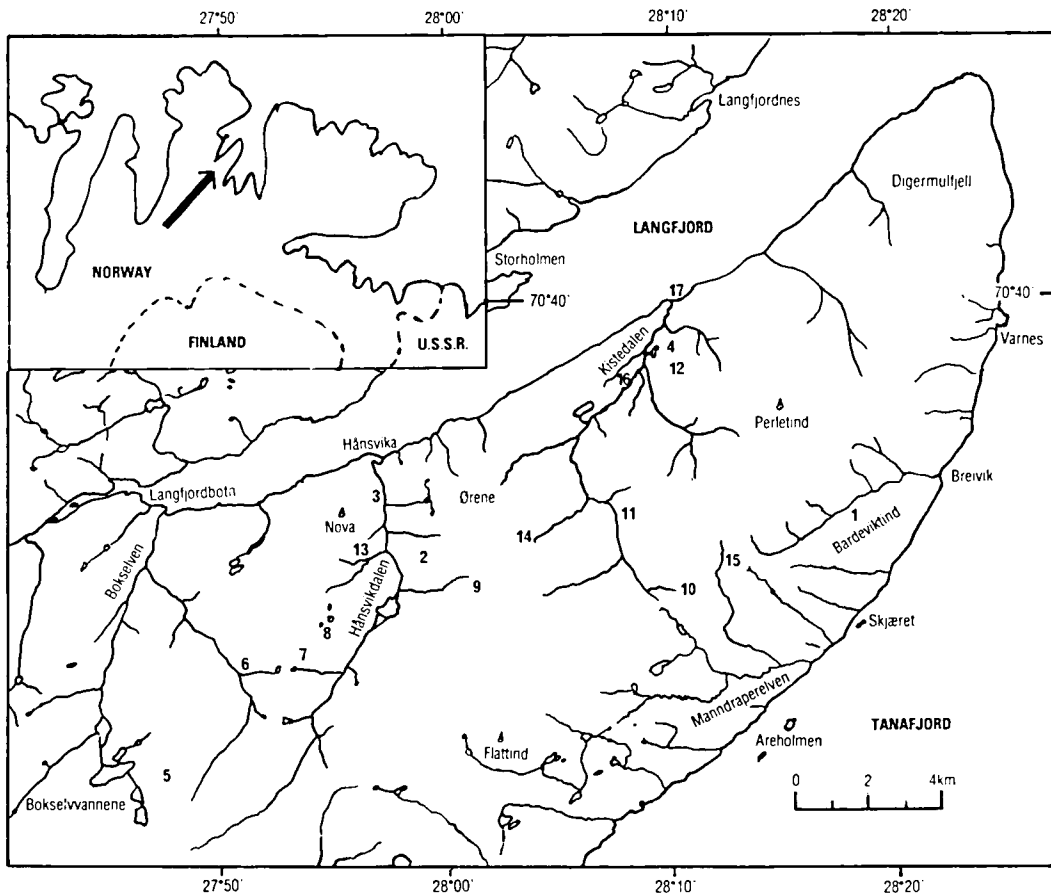 27°50′
28°00′
28°10′
28°20′
Langfjordnes
Digermulfjell
LANGFJORD
NORWAY
Storholmen
70°40′
17
70°40′
FINLAND
U.S.S.R.
Varnes
Kistedalen
4
12
16
Perletind
Hånsvika
Breivik
Langfjordbotn
3
Ørene
1
Nova
11
Bardeviktind
14
13
2
15
Bokselven
9
10
Hånsvikdalen
8
Skjæret
6
7
Manndraperelven
TANAFJORD
Flattind
Areholmen
5
0
2
4km
Bokselvvannene
27°50′
28°00′
28°10′
28°20′